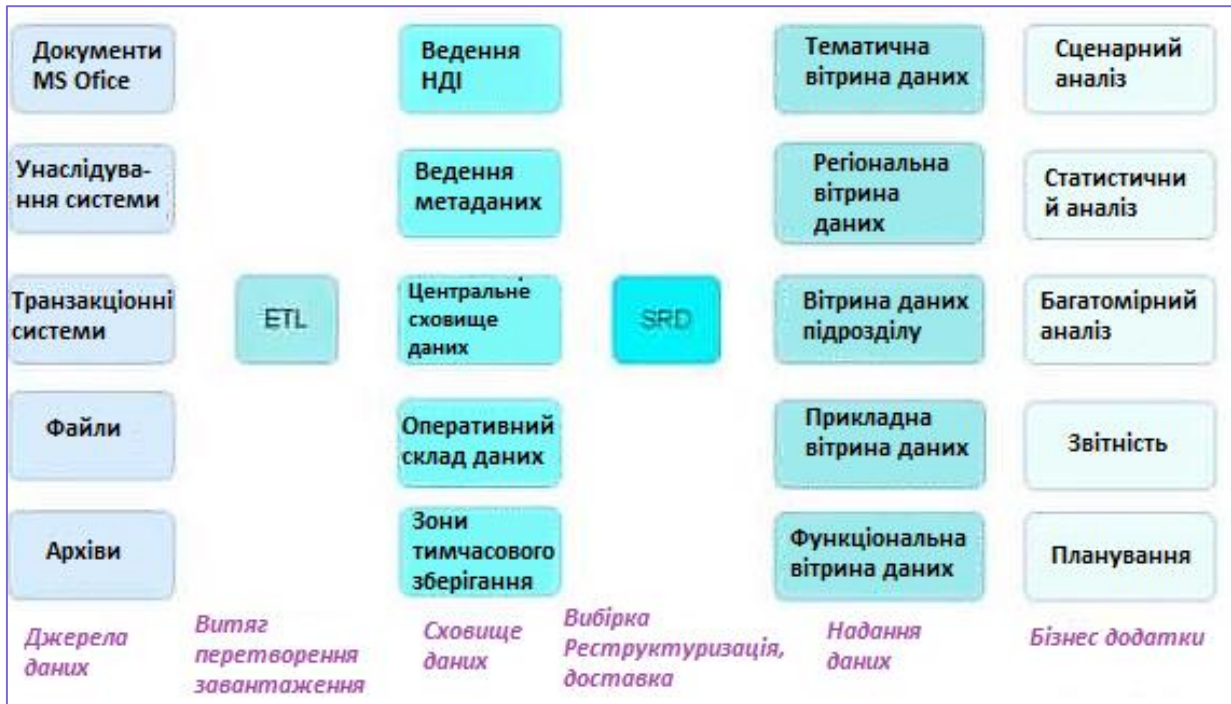 Документи
MS Ofice
Унаслідува-
ння системи
Транзакціонні
системи
Файли
Архіви
Джерела
даних
ETL
Витяг
перетворення
завантаження
Ведення
НДІ
Ведення
метаданих
Центральне
сховище
даних
Оперативний
склад даних
Зони
тимчасового
зберігання
Сховище
даних
SRD
Вибірка
Реструктуризація,
доставка
Тематична
вітрина даних
Регіональна
вітрина
даних
Вітрина даних
підрозділу
Прикладна
вітрина даних
Функціональна
вітрина даних
Надання
даних
Сценарний
аналіз
Статистични
й аналіз
Багатомірний
аналіз
Звітність
Планування
Бізнес додатки